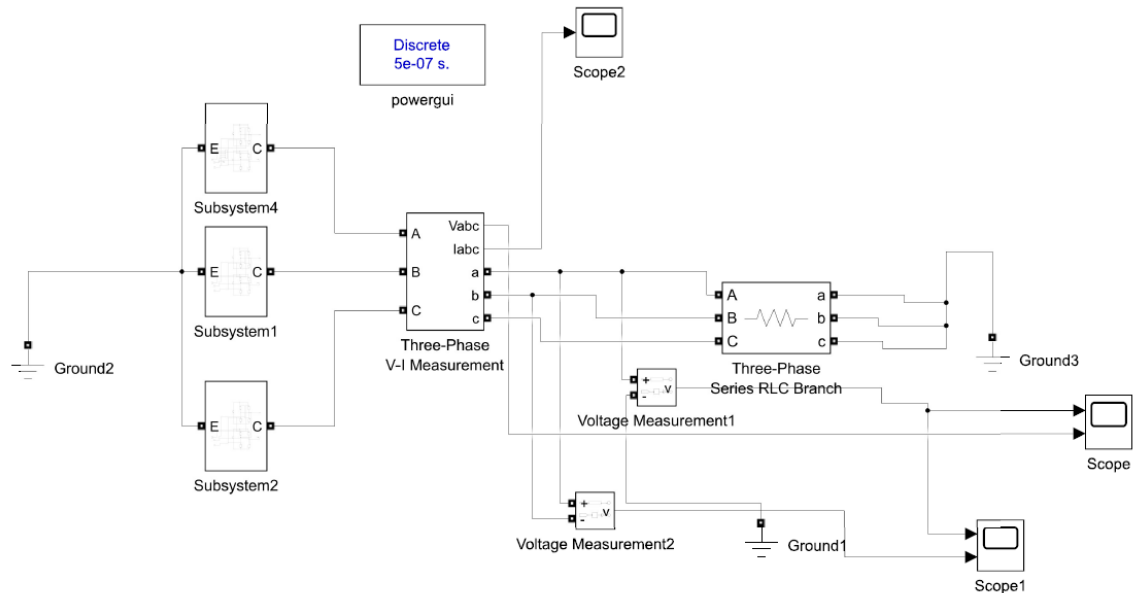 Discrete
5e-07 s.
powergui
Scope2
E C
Subsystem4
E C
Subsystem1
E C
Subsystem2
Ground2
A
B
C
Vabc
Iabc
a
b
c
Three-Phase
V-I Measurement
A
B
C
a
b
c
Three-Phase
Series RLC Branch
Ground3
+
-
v
Voltage Measurement1
Scope
+
-
v
Voltage Measurement2
Ground1
Scope1